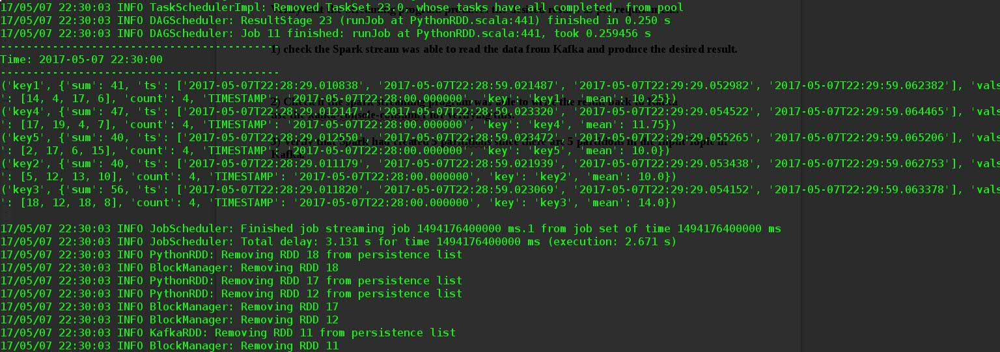 17/05/07 22:30:03 INFO TaskSchedulerImpl: Removed TaskSet 23.0, whose tasks have all completed, from pool
17/05/07 22:30:03 INFO DAGScheduler: ResultStage 23 (runJob at PythonRDD.scala:441) finished in 0.250 s
17/05/07 22:30:03 INFO DAGScheduler: Job 11 finished: runJob at PythonRDD.scala:441, took 0.259456 s
-------------------------------------------
1) check the Spark stream was able to read the data from Kafka and produce the desired result.
Time: 2017-05-07 22:30:00
-------------------------------------------
('key1', {'sum': 41, 'ts': ['2017-05-07T22:28:29.010838', '2017-05-07T22:28:59.021487', '2017-05-07T22:29:29.052982', '2017-05-07T22:29:59.062382'], 'vals
': [14, 4, 17, 6], 'count': 4, 'TIMESTAMP': '2017-05-07T22:28:00.000000', 'key': 'key1', 'mean': 10.25})
2) Check if the spark streaming program was able to write the result back to Kafka
('key4', {'sum': 47, 'ts': ['2017-05-07T22:28:29.012147', '2017-05-07T22:28:59.023320', '2017-05-07T22:29:29.054522', '2017-05-07T22:29:59.064465'], 'vals
use the kafka-console-consumer for verifying this.
': [17, 19, 4, 7], 'count': 4, 'TIMESTAMP': '2017-05-07T22:28:00.000000', 'key': 'key4', 'mean': 11.75})
('key5', {'sum': 40, 'ts': ['2017-05-07T22:28:29.012550', '2017-05-07T22:28:59.023472', '2017-05-07T22:29:29.055265', '2017-05-07T22:29:59.065206'], 'vals
3) Verify that Spark had created 5 partitions since there are 5 partitions in the input Topic in
': [2, 17, 6, 15], 'count': 4, 'TIMESTAMP': '2017-05-07T22:28:00.000000', 'key': 'key5', 'mean': 10.0})
Kafka.
('key2', {'sum': 40, 'ts': ['2017-05-07T22:28:29.011179', '2017-05-07T22:28:59.021939', '2017-05-07T22:29:29.053438', '2017-05-07T22:29:59.062753'], 'vals
': [5, 12, 13, 10], 'count': 4, 'TIMESTAMP': '2017-05-07T22:28:00.000000', 'key': 'key2', 'mean': 10.0})
('key3', {'sum': 56, 'ts': ['2017-05-07T22:28:29.011820', '2017-05-07T22:28:59.023069', '2017-05-07T22:29:29.054152', '2017-05-07T22:29:59.063378'], 'vals
': [18, 12, 18, 8], 'count': 4, 'TIMESTAMP': '2017-05-07T22:28:00.000000', 'key': 'key3', 'mean': 14.0})
17/05/07 22:30:03 INFO JobScheduler: Finished job streaming job 1494176400000 ms.1 from job set of time 1494176400000 ms
17/05/07 22:30:03 INFO JobScheduler: Total delay: 3.131 s for time 1494176400000 ms (execution: 2.671 s)
17/05/07 22:30:03 INFO PythonRDD: Removing RDD 18 from persistence list
17/05/07 22:30:03 INFO BlockManager: Removing RDD 18
17/05/07 22:30:03 INFO PythonRDD: Removing RDD 17 from persistence list
17/05/07 22:30:03 INFO PythonRDD: Removing RDD 12 from persistence list
17/05/07 22:30:03 INFO BlockManager: Removing RDD 17
17/05/07 22:30:03 INFO BlockManager: Removing RDD 12
17/05/07 22:30:03 INFO KafkaRDD: Removing RDD 11 from persistence list
17/05/07 22:30:03 INFO BlockManager: Removing RDD 11